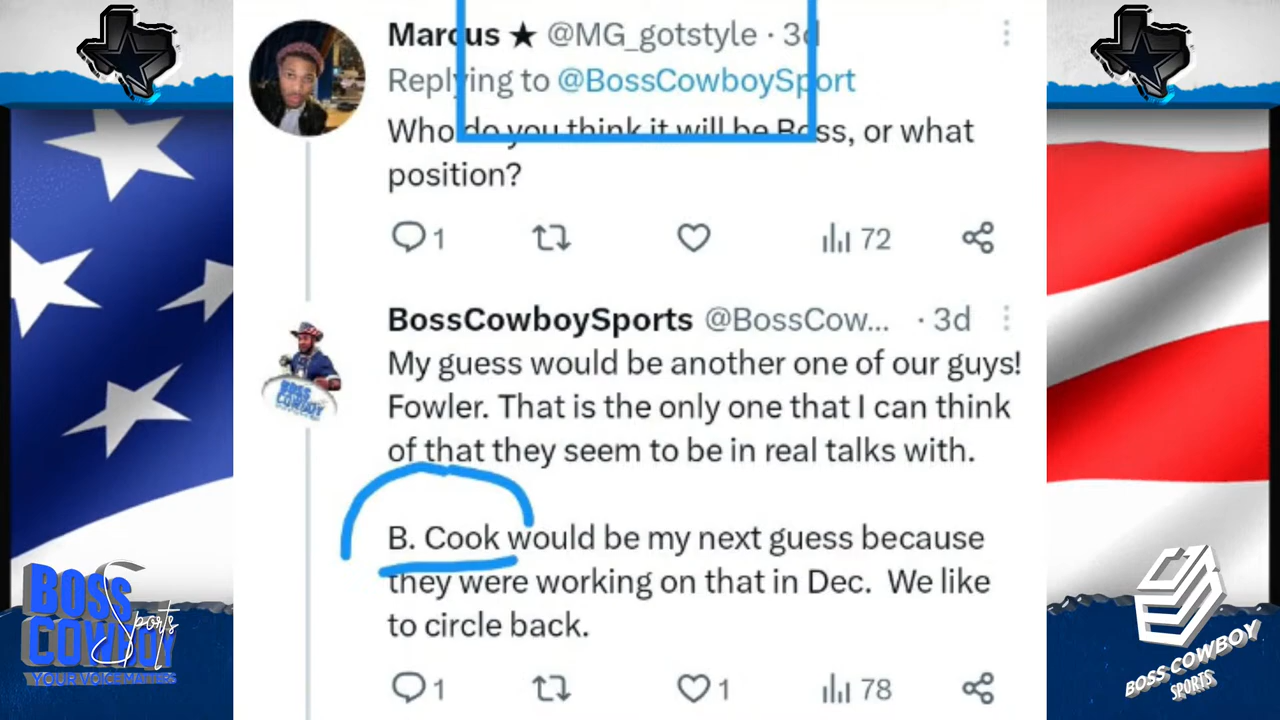 Marcus ★ @MG_gotstyle · 3d
Replying to @BossCowboySport
Who do you think it will be Boss, or what
position?
1
72
BossCowboySports @BossCow... · 3d
My guess would be another one of our guys!
Fowler. That is the only one that I can think
of that they seem to be in real talks with.
B. Cook would be my next guess because
they were working on that in Dec. We like
to circle back.
1
1
78
BOSS
COWBOY
Sports
YOUR VOICE MATTERS
BOSS COWBOY
SPORTS
BOSS
COWBOY